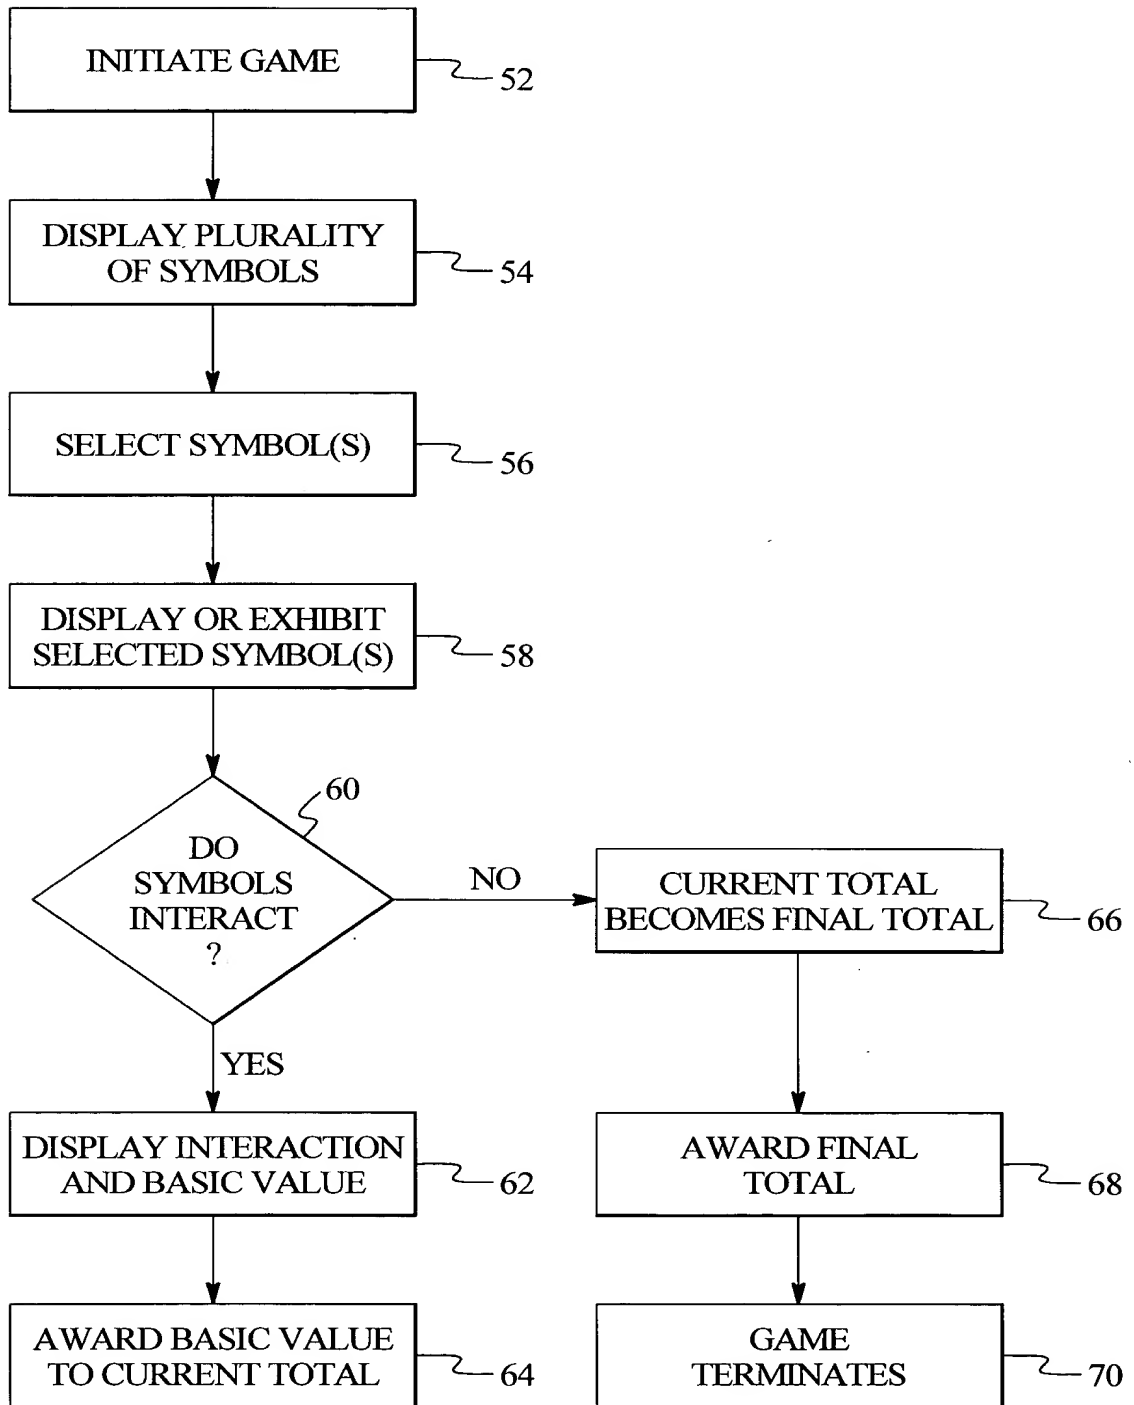 INITIATE GAME
52
DISPLAY PLURALITY
OF SYMBOLS
54
SELECT SYMBOL(S)
56
DISPLAY OR EXHIBIT
SELECTED SYMBOL(S)
58
60
DO
SYMBOLS
INTERACT
?
NO
CURRENT TOTAL
BECOMES FINAL TOTAL
66
YES
DISPLAY INTERACTION
AND BASIC VALUE
62
AWARD FINAL
TOTAL
68
AWARD BASIC VALUE
TO CURRENT TOTAL
64
GAME
TERMINATES
70